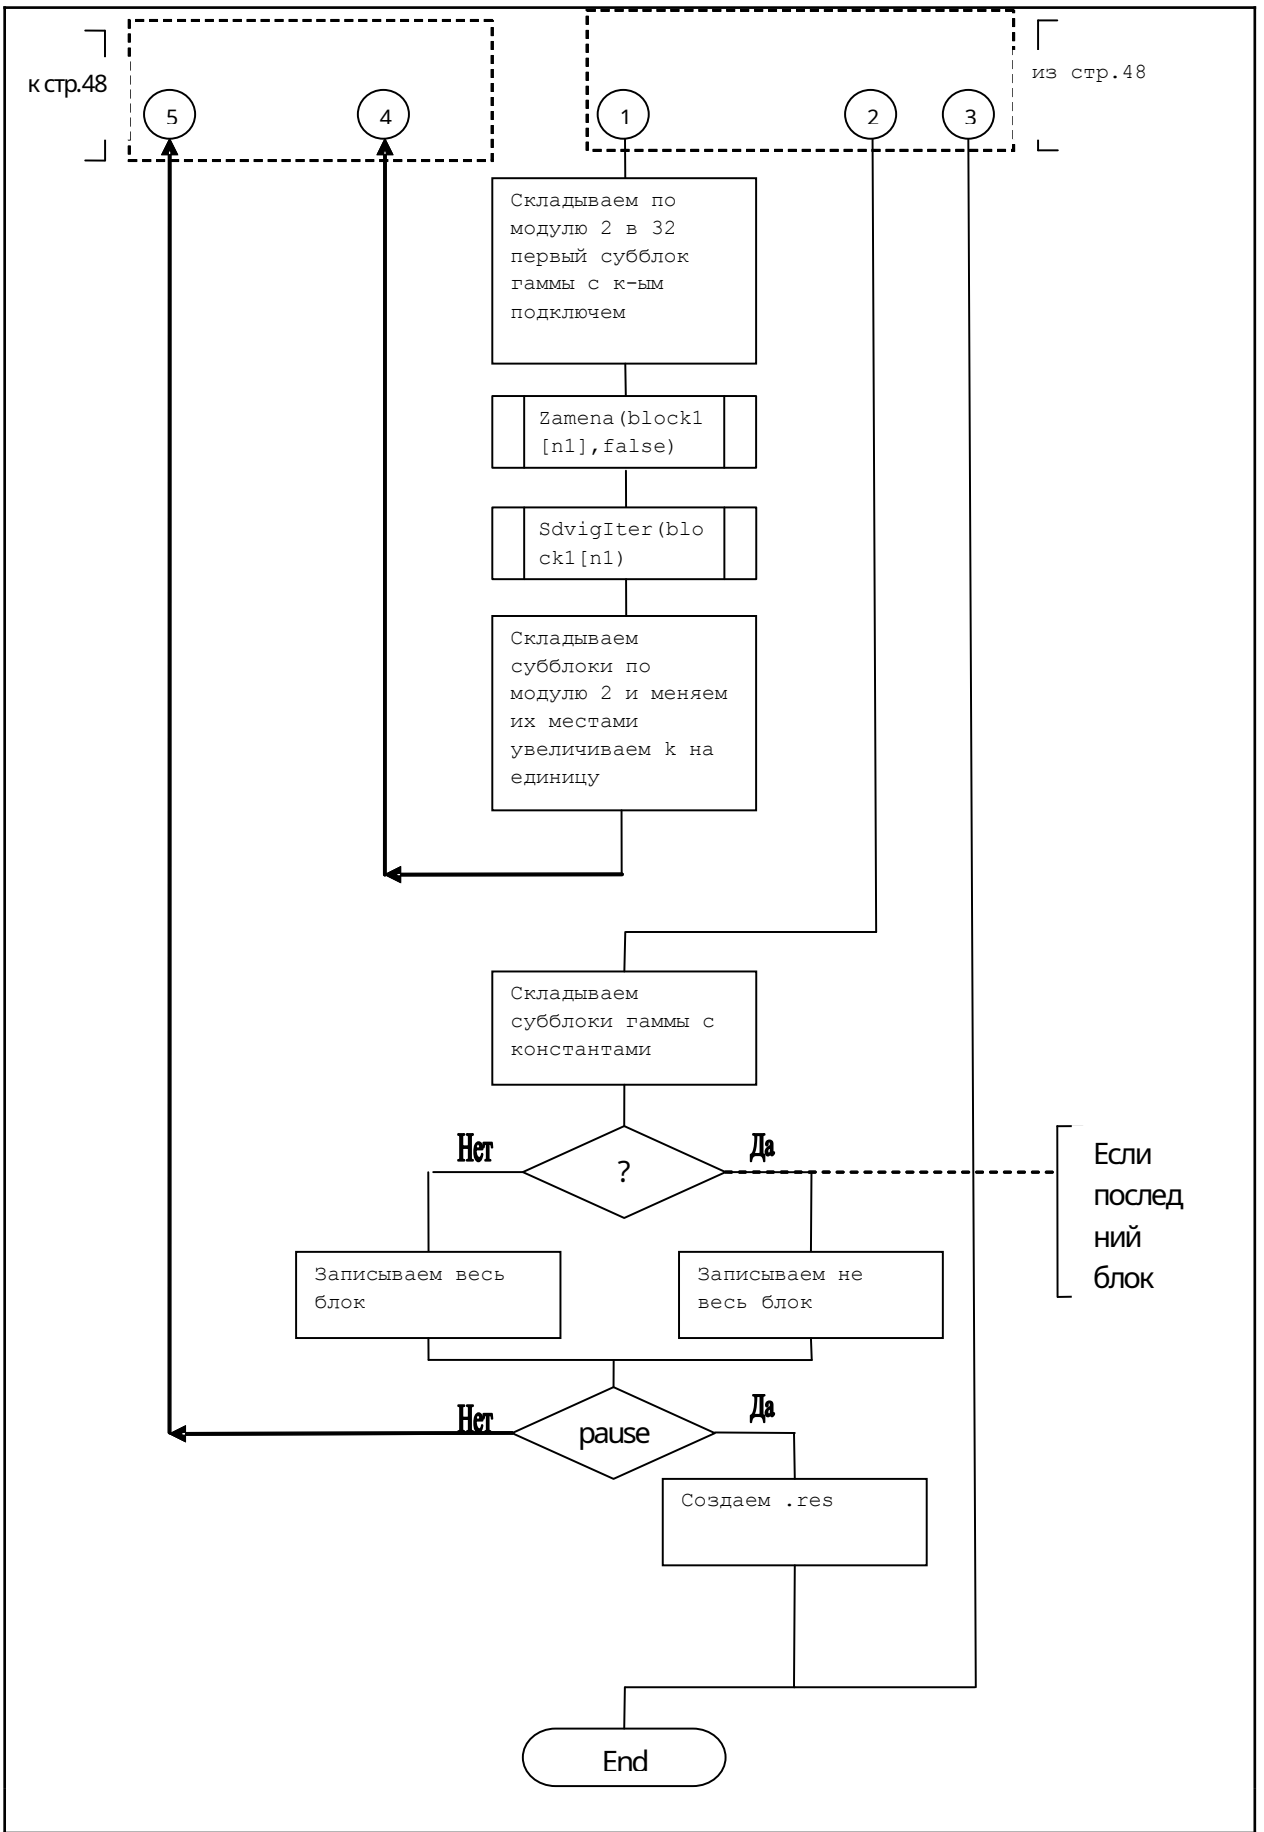 к стр.48
из стр.48
5
4
1
2
3
Складываем по
модулю 2 в 32
первый субблок
гаммы с к-ым
подключем
Zamena(block1
[n1],false)
SdvigIter(blo
ck1[n1)
Складываем
субблоки по
модулю 2 и меняем
их местами
увеличиваем k на
единицу
Складываем
субблоки гаммы с
константами
Нет
?
Да
Если
послед
ний
блок
Записываем весь
блок
Записываем не
весь блок
Нет
pause
Да
Создаем .res
End